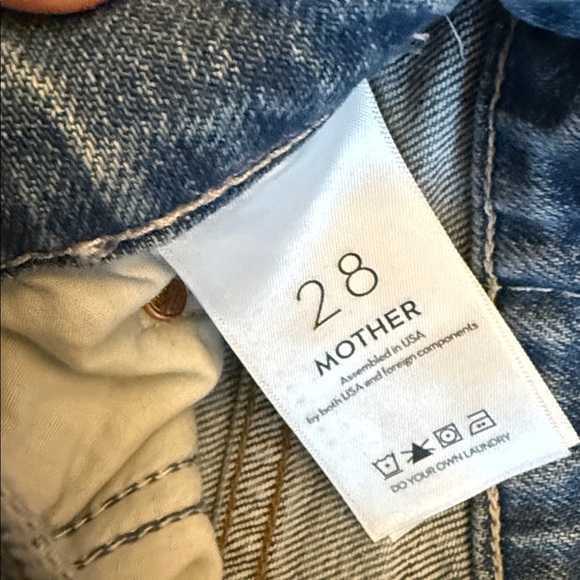 28
MOTHER
Assembled in USA
by both USA and foreign components
DO YOUR OWN LAUNDRY